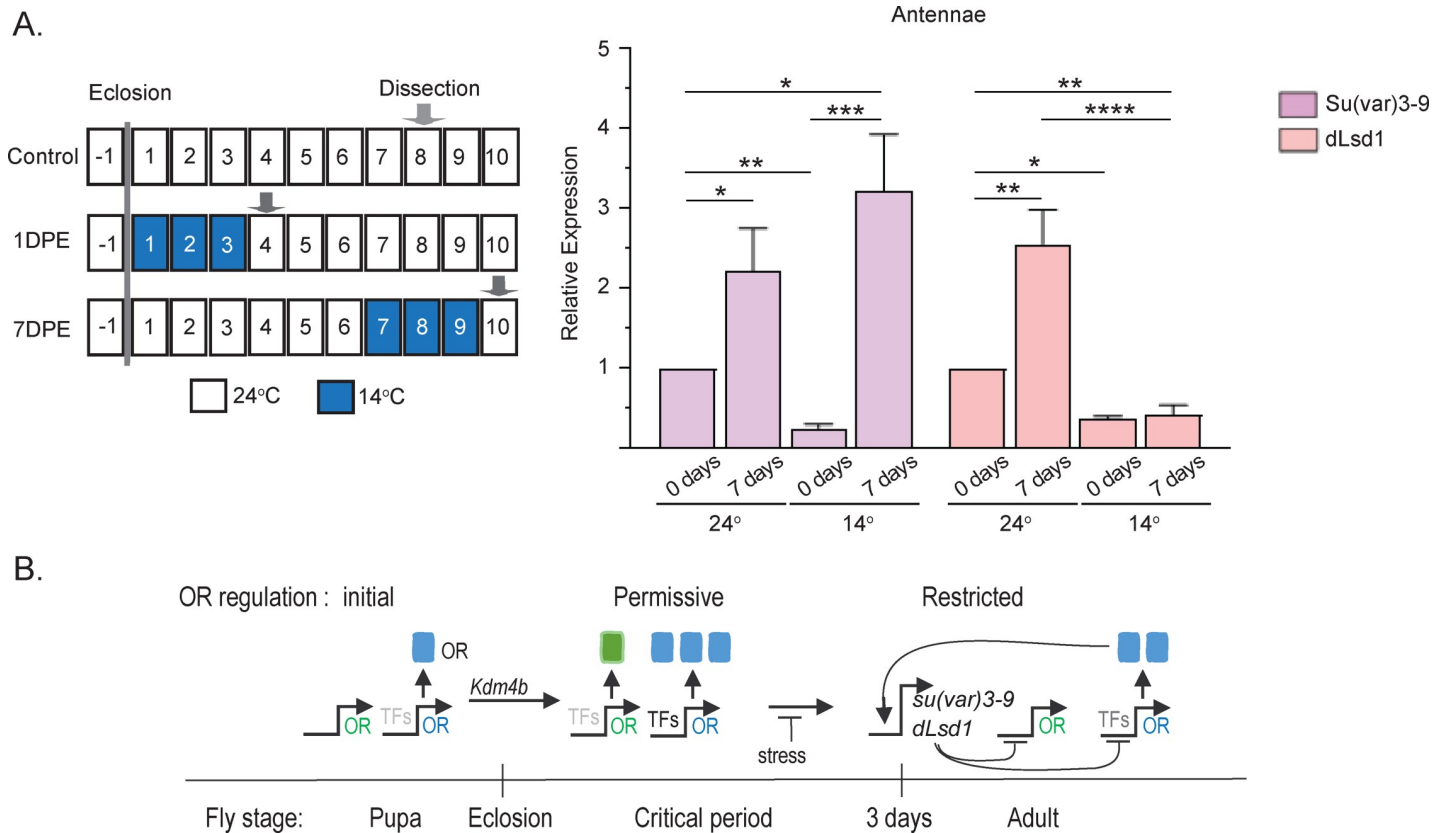 A.
Eclosion
Dissection
Control
-1 1 2 3 4 5 6 7 8 9 10
1DPE
-1 1 2 3 4 5 6 7 8 9 10
7DPE
-1 1 2 3 4 5 6 7 8 9 10
24°C
14°C
Antennae
Relative Expression
5
4
3
2
1
* *** ** *
** **** * **
0 days 7 days 0 days 7 days 0 days 7 days 0 days 7 days
24° 14° 24° 14°
Su(var)3-9
dLsd1
B.
OR regulation : initial Permissive Restricted
OR
Kdm4b
OR TFs OR
TFs OR TFs OR
stress
su(var)3-9
dLsd1
OR TFs OR
Fly stage: Pupa Eclosion Critical period 3 days Adult